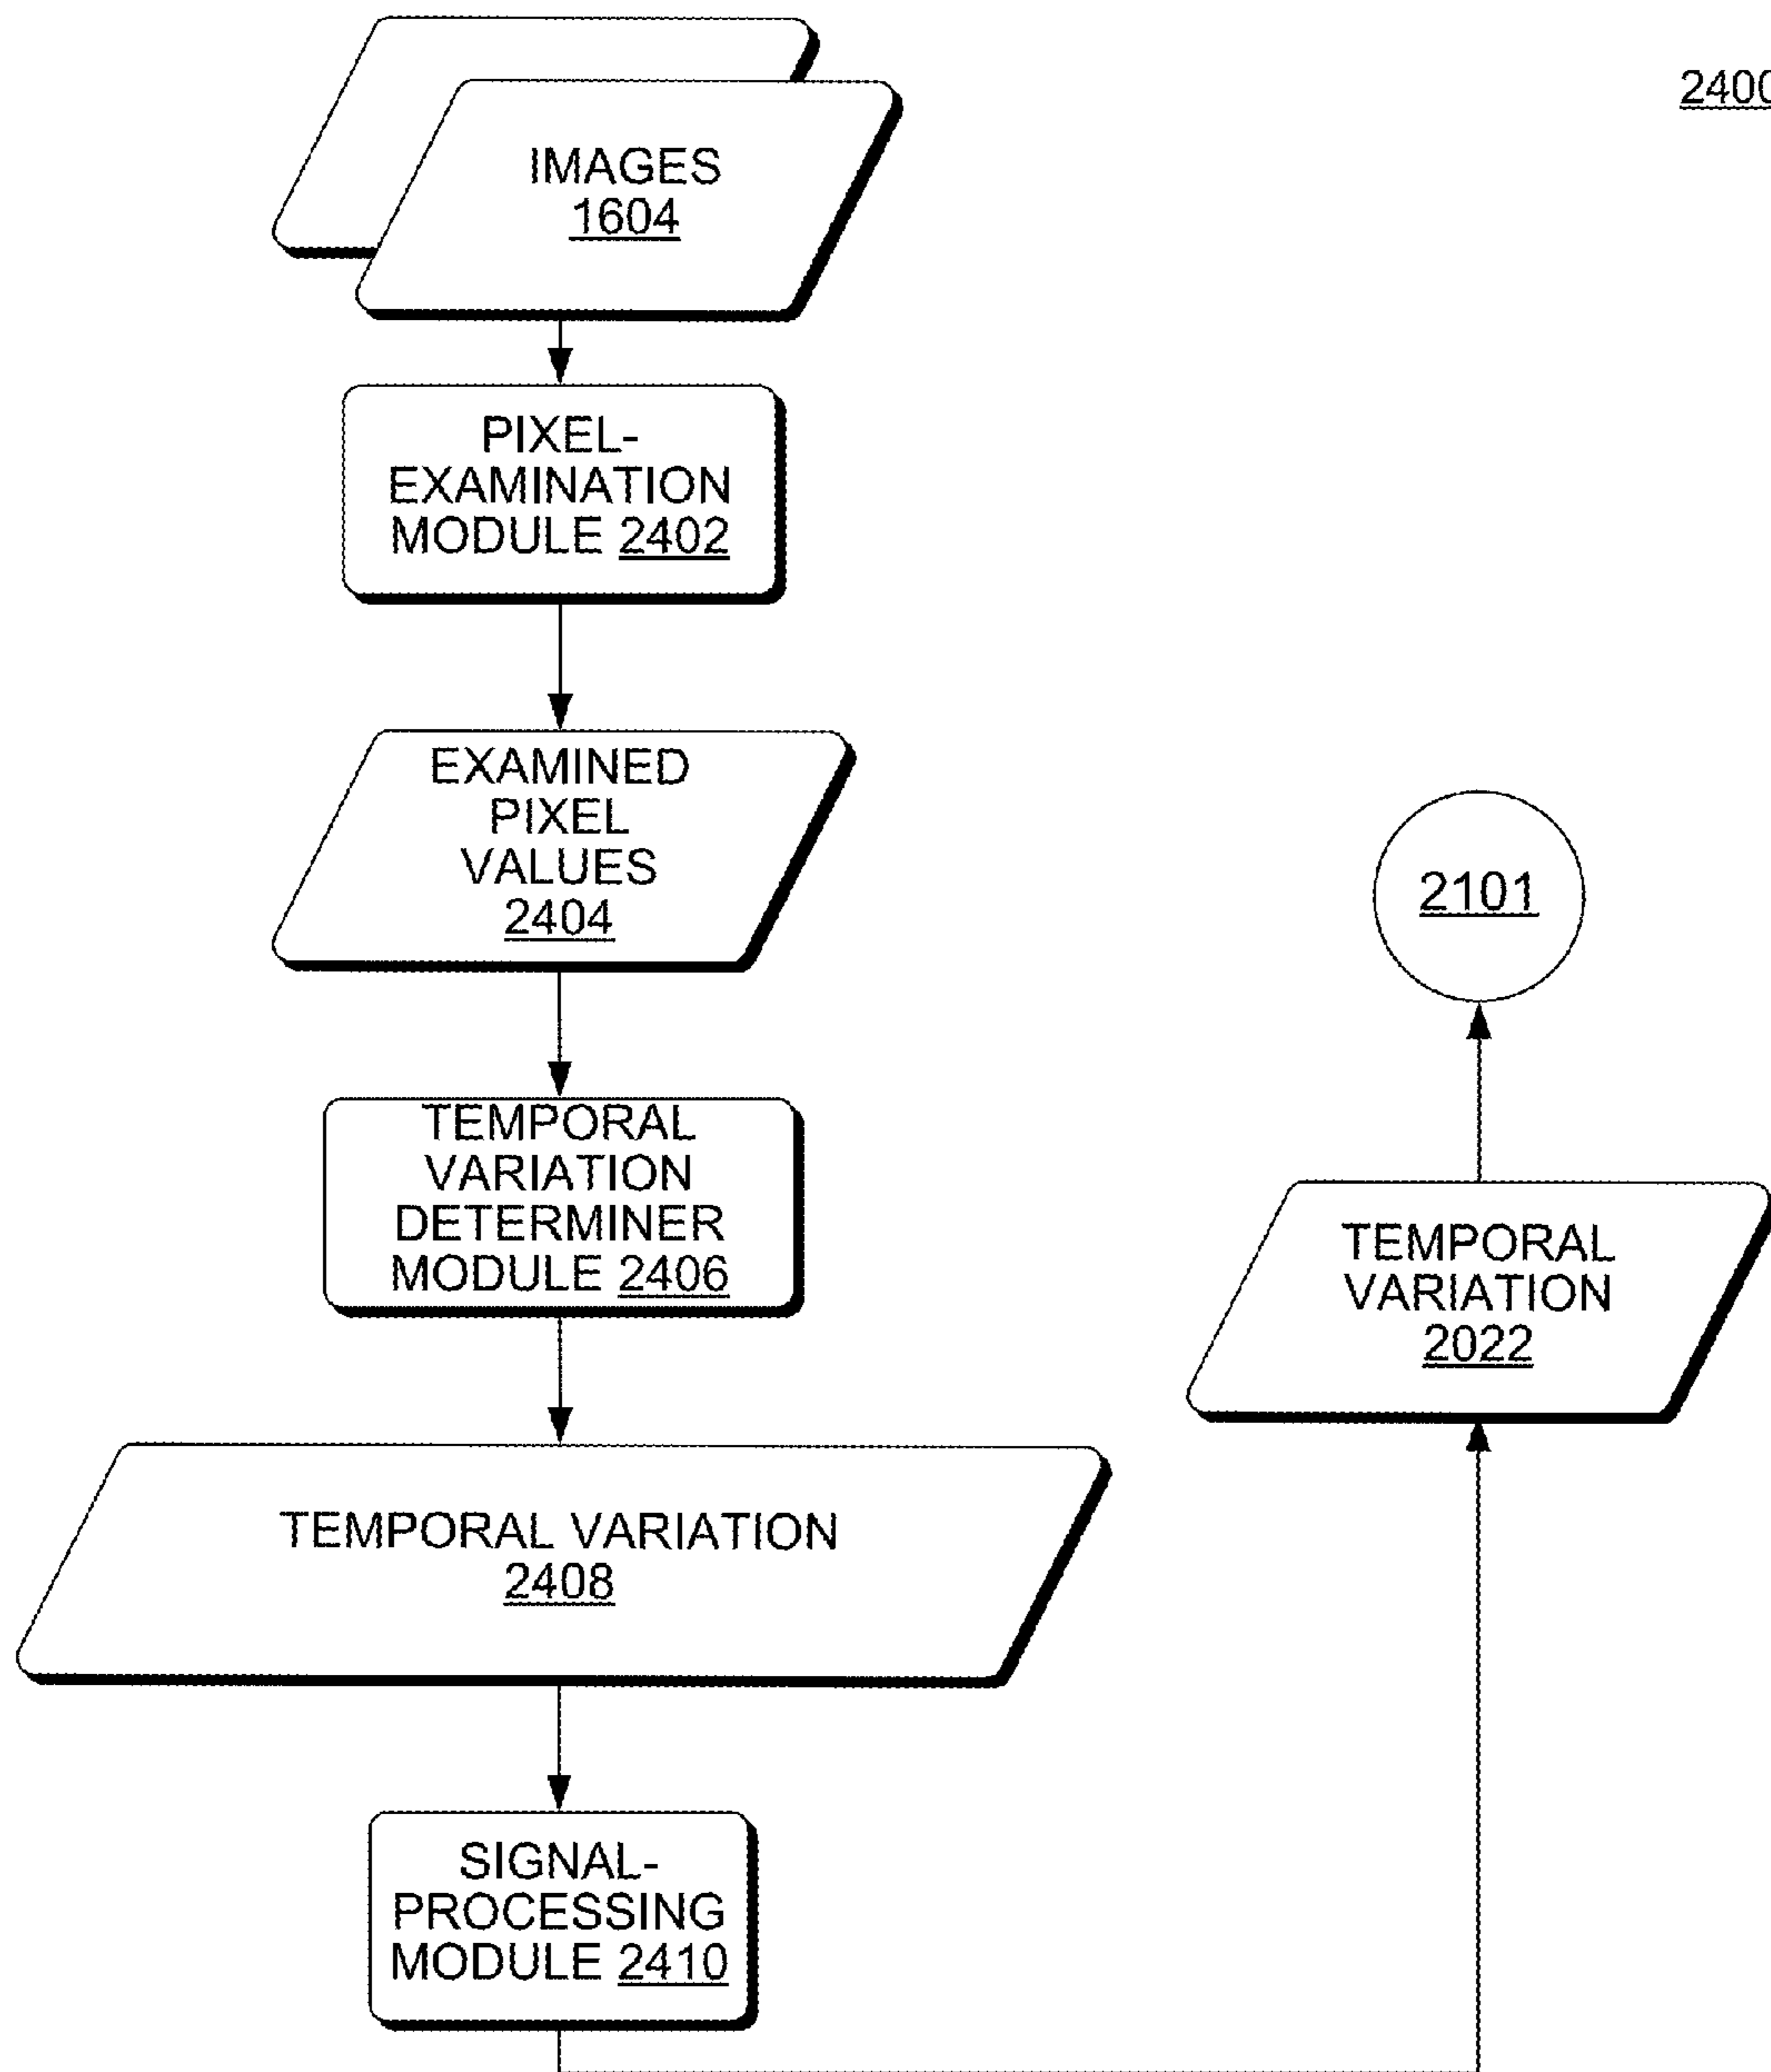 2400
IMAGES
1604
PIXEL-
EXAMINATION
MODULE 2402
EXAMINED
PIXEL
VALUES
2404
TEMPORAL
VARIATION
DETERMINER
MODULE 2406
TEMPORAL VARIATION
2408
SIGNAL-
PROCESSING
MODULE 2410
2101
TEMPORAL
VARIATION
2022